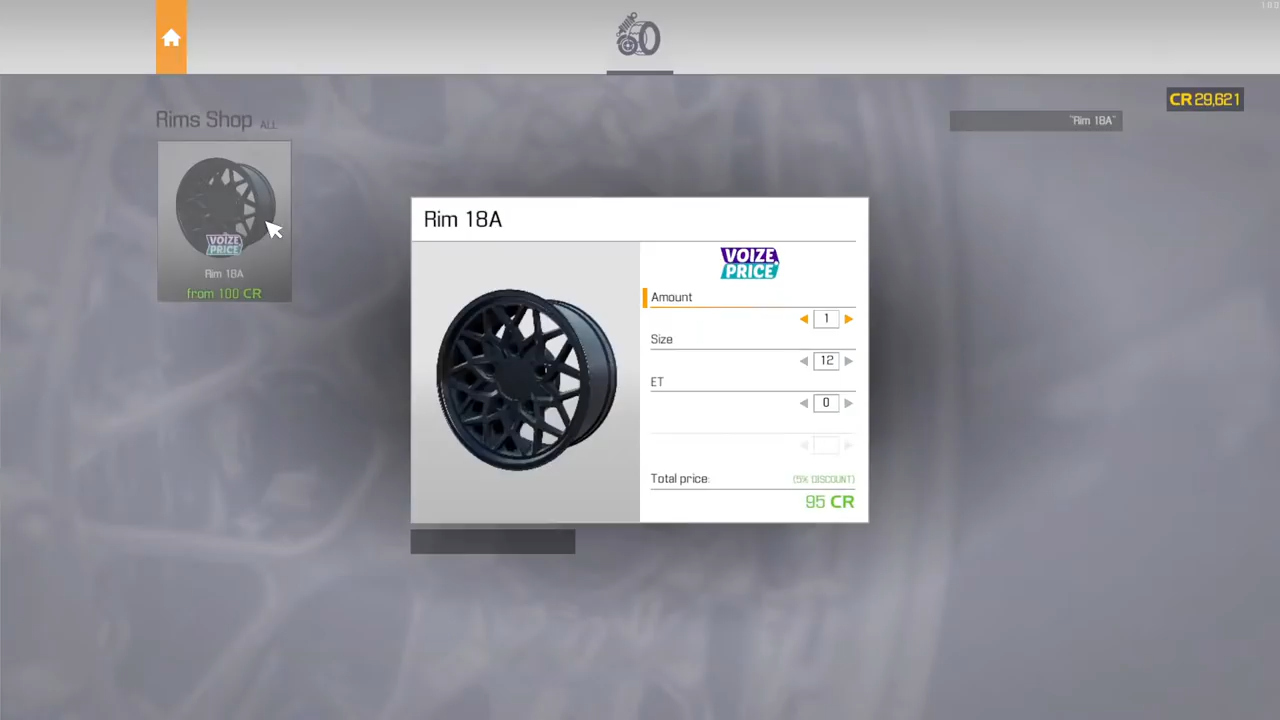 CR 29,621
Rims Shop ALL
"Rim 18A"
VOIZE
PRICE
Rim 18A
from 100 CR
Rim 18A
VOIZE
PRICE
Amount
1
Size
12
ET
0
Total price: (5% DISCOUNT)
95 CR